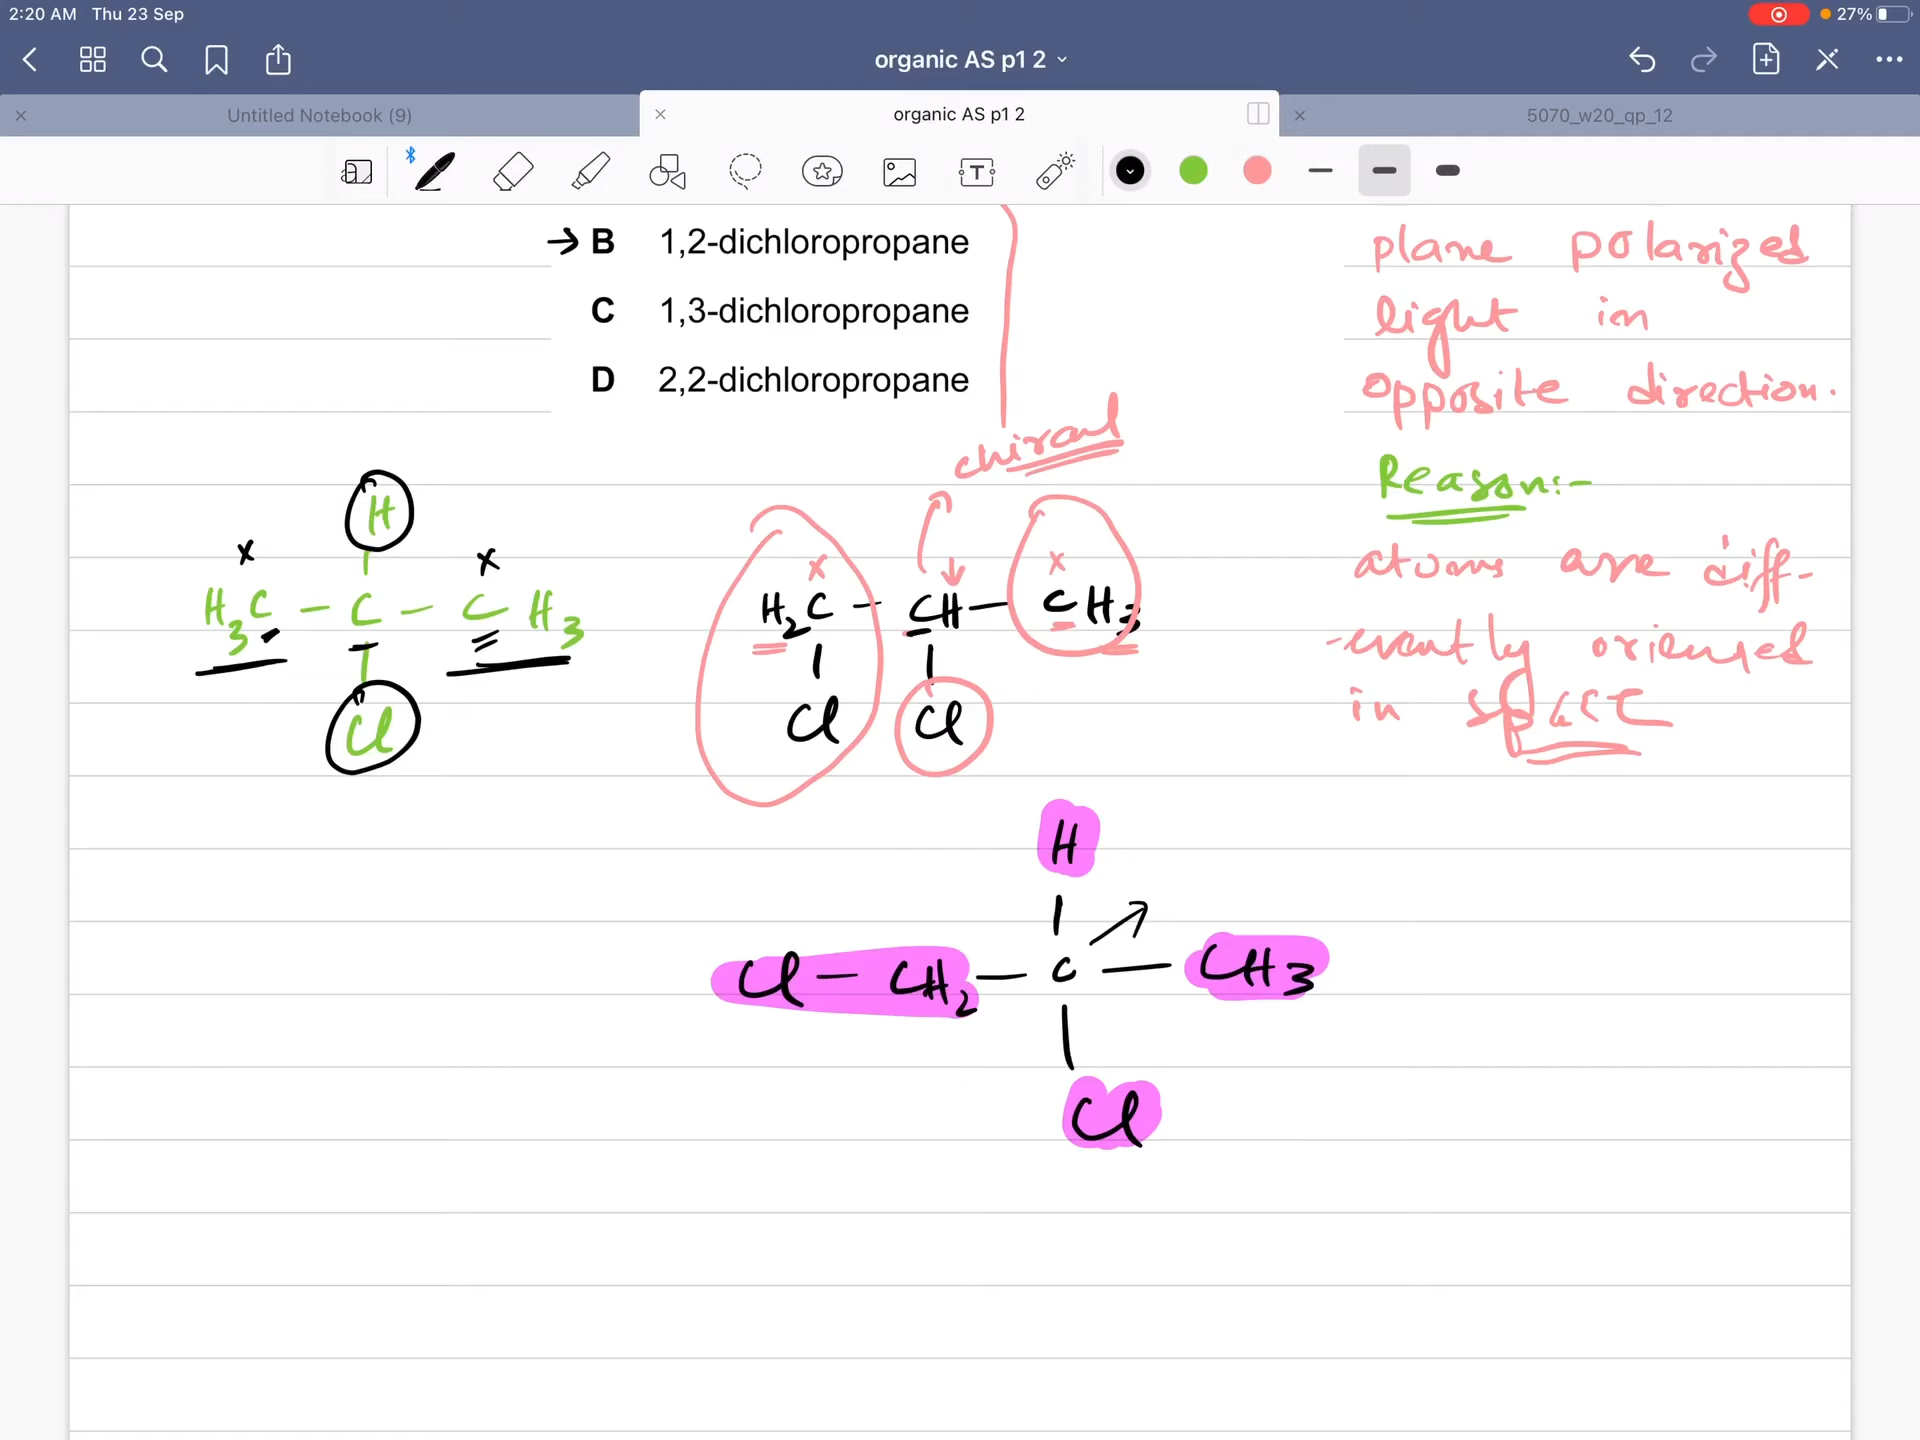 2:20 AM Thu 23 Sep
27%
organic AS p1 2
Untitled Notebook (9)
organic AS p1 2
5070_w20_qp_12
→ B 1,2-dichloropropane
C 1,3-dichloropropane
D 2,2-dichloropropane
plane polarized
light in
opposite direction.
Reason:-
atoms are diff-
-erently oriented
in space
chiral
H
x x
H3C - C - CH3
Cl
x x
H2C - CH - CH3
Cl Cl
H
Cl - CH2 - C - CH3
Cl